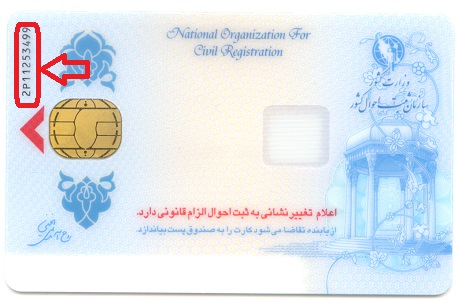 National Organization For
Civil Registration
2P11253499
وزارت کشور
سازمان ثبت احوال کشور
اعلام تغییر نشانی به ثبت احوال الزام قانونی دارد.
از یابنده تقاضا می شود کارت را به صندوق پست بیاندازد.